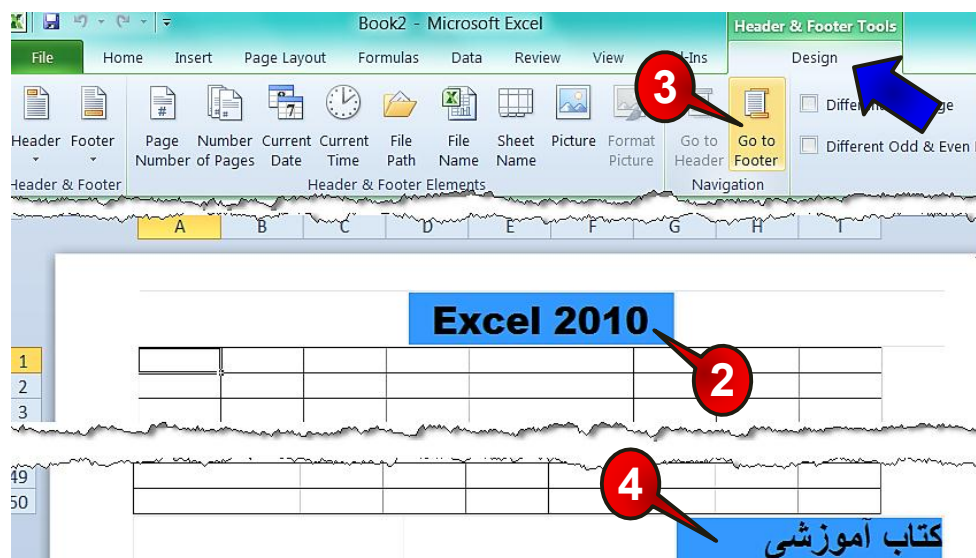 Book2 - Microsoft Excel
Header & Footer Tools
File Home Insert Page Layout Formulas Data Review View -Ins Design
3
Header Footer Page Number Number of Pages Current Date Current Time File Path File Name Sheet Name Picture Format Picture Go to Header Go to Footer
Different
Different Odd & Even
Header & Footer Header & Footer Elements Navigation
A B C D E F G H I
Excel 2010
1
2
2
3
49
50
4
کتاب آموزشی